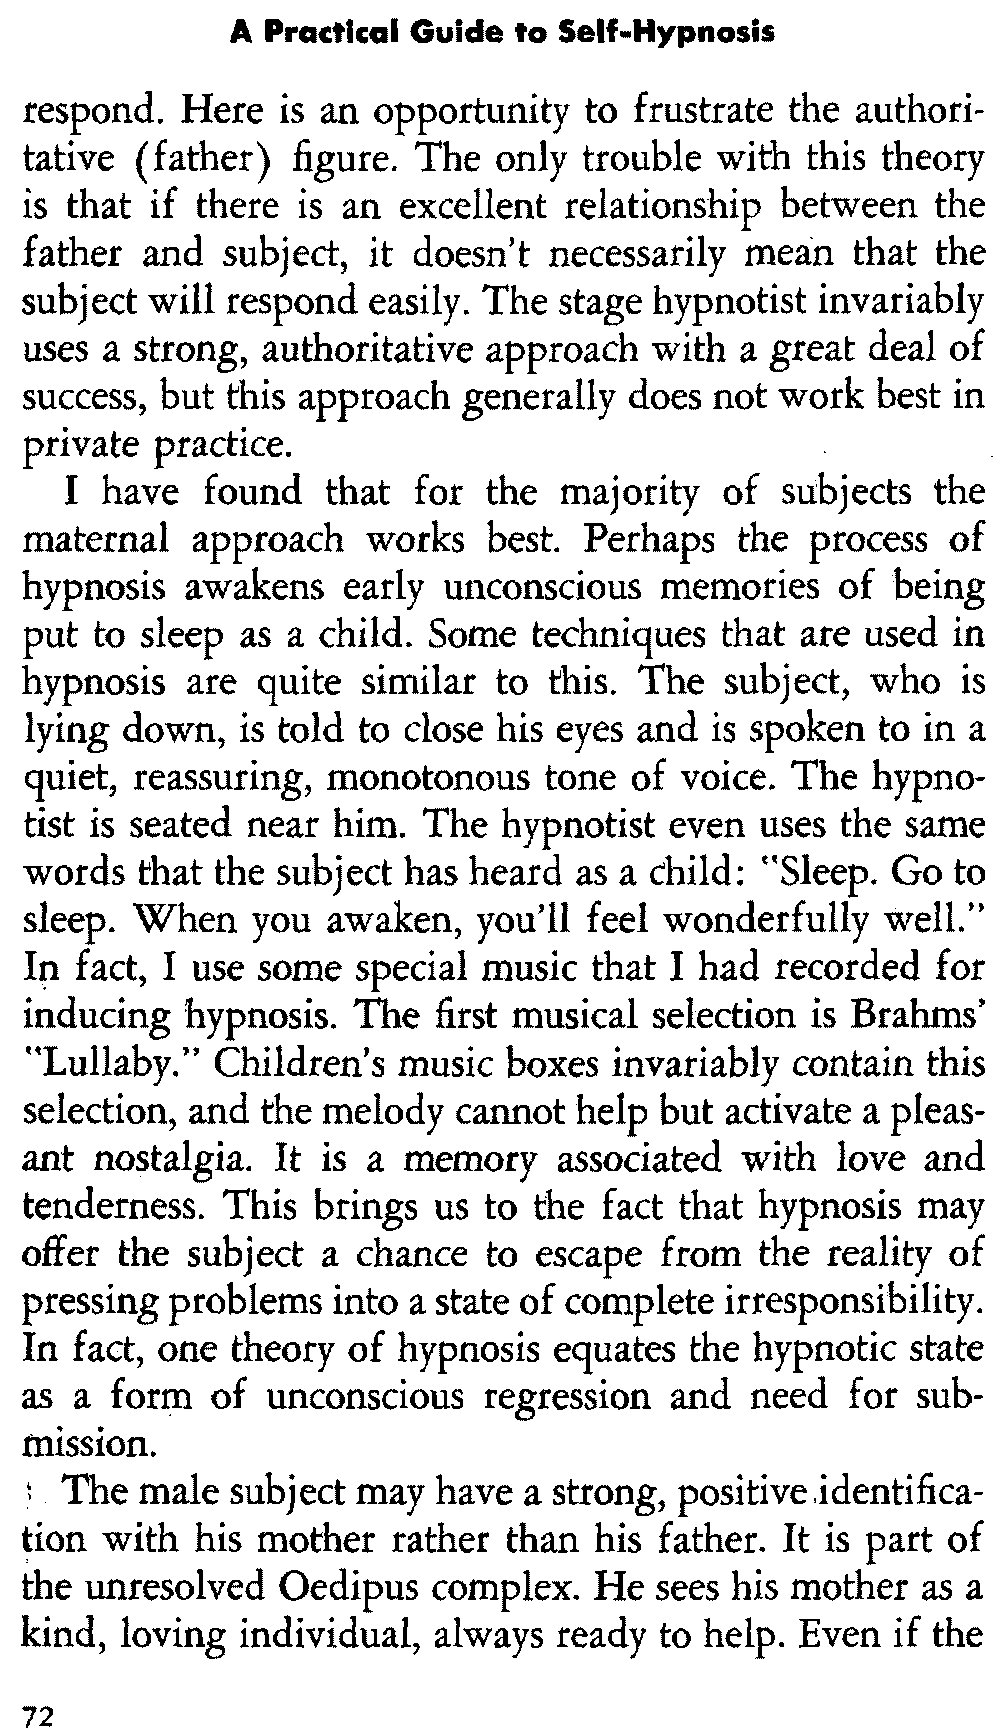 A Practical Guide to Self-Hypnosis
respond. Here is an opportunity to frustrate the authori-
tative (father) figure. The only trouble with this theory
is that if there is an excellent relationship between the
father and subject, it doesn't necessarily mean that the
subject will respond easily. The stage hypnotist invariably
uses a strong, authoritative approach with a great deal of
success, but this approach generally does not work best in
private practice.
I have found that for the majority of subjects the
maternal approach works best. Perhaps the process of
hypnosis awakens early unconscious memories of being
put to sleep as a child. Some techniques that are used in
hypnosis are quite similar to this. The subject, who is
lying down, is told to close his eyes and is spoken to in a
quiet, reassuring, monotonous tone of voice. The hypno-
tist is seated near him. The hypnotist even uses the same
words that the subject has heard as a child: "Sleep. Go to
sleep. When you awaken, you'll feel wonderfully well."
In fact, I use some special music that I had recorded for
inducing hypnosis. The first musical selection is Brahms'
"Lullaby." Children's music boxes invariably contain this
selection, and the melody cannot help but activate a pleas-
ant nostalgia. It is a memory associated with love and
tenderness. This brings us to the fact that hypnosis may
offer the subject a chance to escape from the reality of
pressing problems into a state of complete irresponsibility.
In fact, one theory of hypnosis equates the hypnotic state
as a form of unconscious regression and need for sub-
mission.
The male subject may have a strong, positive identifica-
tion with his mother rather than his father. It is part of
the unresolved Oedipus complex. He sees his mother as a
kind, loving individual, always ready to help. Even if the
72